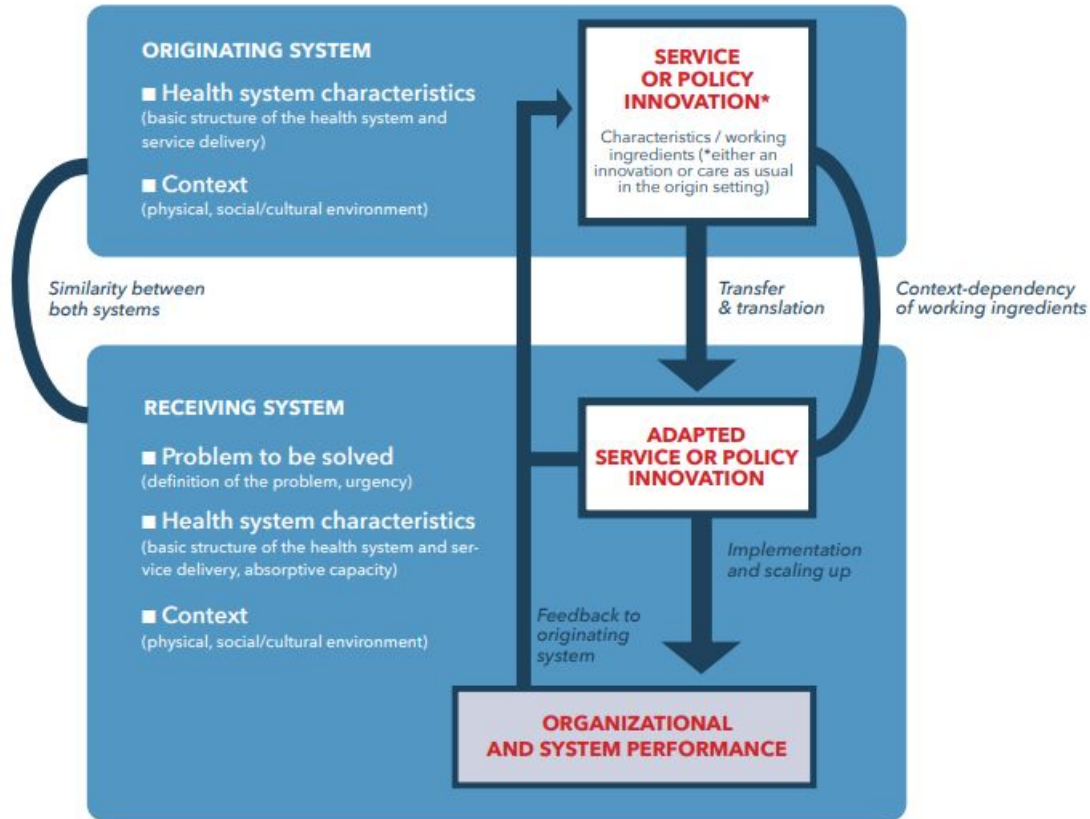 ORIGINATING SYSTEM
■ Health system characteristics
(basic structure of the health system and
service delivery)
■ Context
(physical, social/cultural environment)
SERVICE
OR POLICY
INNOVATION*
Characteristics / working
ingredients (*either an
innovation or care as usual
in the origin setting)
Similarity between
both systems
Transfer
& translation
Context-dependency
of working ingredients
RECEIVING SYSTEM
■ Problem to be solved
(definition of the problem, urgency)
■ Health system characteristics
(basic structure of the health system and ser-
vice delivery, absorptive capacity)
■ Context
(physical, social/cultural environment)
ADAPTED
SERVICE OR POLICY
INNOVATION
Implementation
and scaling up
Feedback to
originating
system
ORGANIZATIONAL
AND SYSTEM PERFORMANCE